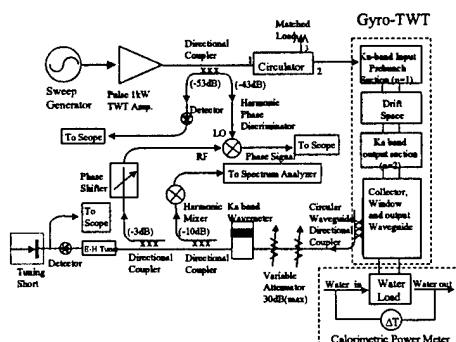 Gyro-TWT
Matched
Load
3
Directional
Coupler
1
Circulator
2
Sweep
Generator
Pulse 1kW
TWT Amp.
(-53dB)
(-43dB)
Detector
Harmonic
Phase
Discriminator
To Scope
LO
RF
Phase Signal
To Scope
To Spectrum Analyzer
Phase
Shifter
To
Scope
Harmonic
Mixer
Ka band
Wavemeter
Circular
Waveguide
Directional
Coupler
(-3dB)
(-10dB)
E-H Tuner
Tuning
Short
Detector
Directional
Coupler
Directional
Coupler
Variable
Attenuator
30dB(max)
Ku-band Input
Prebunch
Section (n=1)
Drift
Space
Ka band
output section
(n=2)
Collector,
Window
and output
Waveguide
Water in
Water
Load
Water out
ΔT
Calorimetric Power Meter